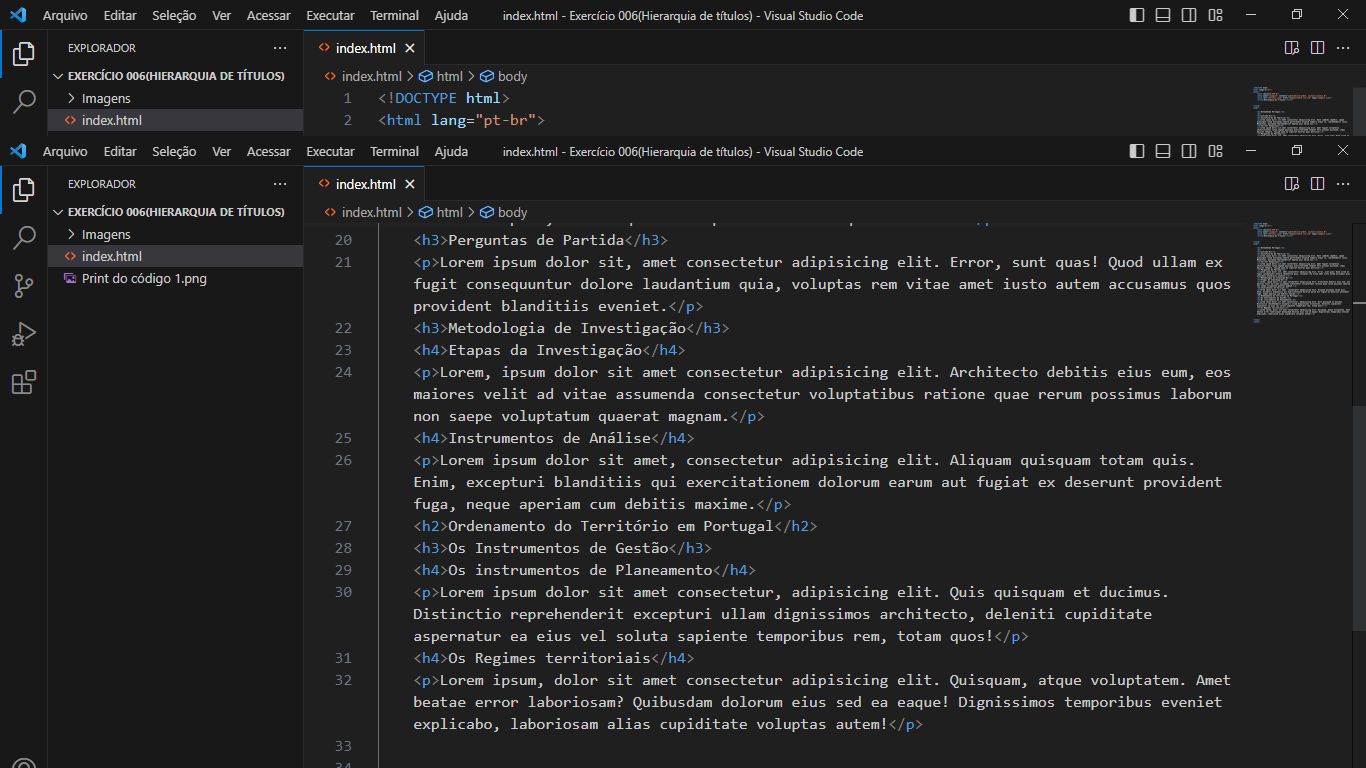 Arquivo Editar Seleção Ver Acessar Executar Terminal Ajuda index.html - Exercício 006(Hierarquia de títulos) - Visual Studio Code
EXPLORADOR
index.html
EXERCÍCIO 006(HIERARQUIA DE TÍTULOS)
index.html > html > body
Imagens
1 <!DOCTYPE html>
index.html
2 <html lang="pt-br">
Arquivo Editar Seleção Ver Acessar Executar Terminal Ajuda index.html - Exercício 006(Hierarquia de títulos) - Visual Studio Code
EXPLORADOR
index.html
EXERCÍCIO 006(HIERARQUIA DE TÍTULOS)
index.html > html > body
Imagens
index.html
Print do código 1.png
20 <h3>Perguntas de Partida</h3>
21 <p>Lorem ipsum dolor sit, amet consectetur adipisicing elit. Error, sunt quas! Quod ullam ex
fugit consequuntur dolore laudantium quia, voluptas rem vitae amet iusto autem accusamus quos
provident blanditiis eveniet.</p>
22 <h3>Metodologia de Investigação</h3>
23 <h4>Etapas da Investigação</h4>
24 <p>Lorem, ipsum dolor sit amet consectetur adipisicing elit. Architecto debitis eius eum, eos
maiores velit ad vitae assumenda consectetur voluptatibus ratione quae rerum possimus laborum
non saepe voluptatum quaerat magnam.</p>
25 <h4>Instrumentos de Análise</h4>
26 <p>Lorem ipsum dolor sit amet, consectetur adipisicing elit. Aliquam quisquam totam quis.
Enim, excepturi blanditiis qui exercitationem dolorum earum aut fugiat ex deserunt provident
fuga, neque aperiam cum debitis maxime.</p>
27 <h2>Ordenamento do Território em Portugal</h2>
28 <h3>Os Instrumentos de Gestão</h3>
29 <h4>Os instrumentos de Planeamento</h4>
30 <p>Lorem ipsum dolor sit amet consectetur, adipisicing elit. Quis quisquam et ducimus.
Distinctio reprehenderit excepturi ullam dignissimos architecto, deleniti cupiditate
aspernatur ea eius vel soluta sapiente temporibus rem, totam quos!</p>
31 <h4>Os Regimes territoriais</h4>
32 <p>Lorem ipsum, dolor sit amet consectetur adipisicing elit. Quisquam, atque voluptatem. Amet
beatae error laboriosam? Quibusdam dolorum eius sed ea eaque! Dignissimos temporibus eveniet
explicabo, laboriosam alias cupiditate voluptas autem!</p>
33
34